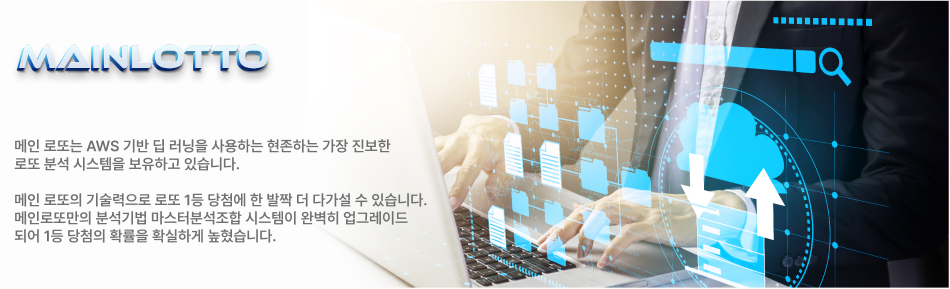 MAINLOTTO
메인 로또는 AWS 기반 딥 러닝을 사용하는 현존하는 가장 진보한
로또 분석 시스템을 보유하고 있습니다.
메인 로또의 기술력으로 로또 1등 당첨에 한 발짝 더 다가설 수 있습니다.
메인로또만의 분석기법 마스터분석조합 시스템이 완벽히 업그레이드
되어 1등 당첨의 확률을 확실하게 높혔습니다.